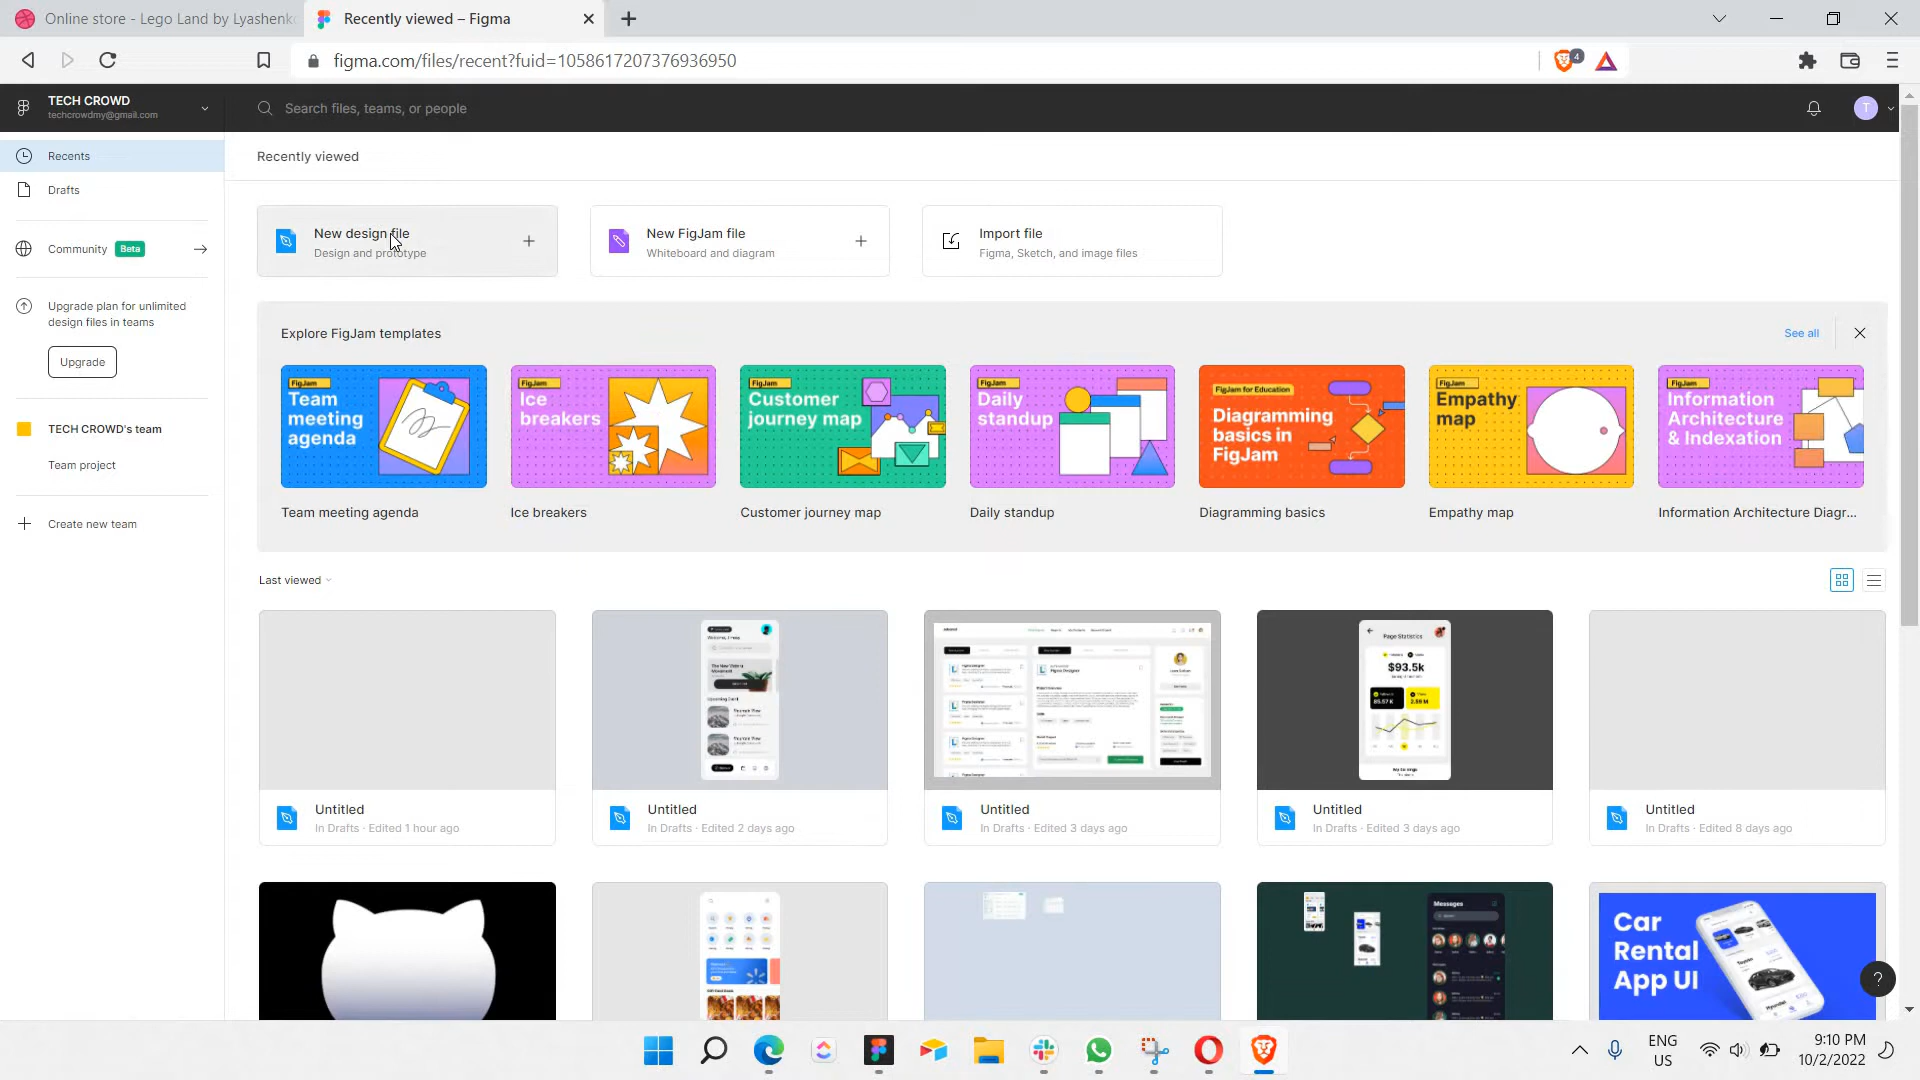 Online store - Lego Land by Lyashenk
Recently viewed – Figma
figma.com/files/recent?fuid=1058617207376936950
4
TECH CROWD
techcrowdmy@gmail.com
Search files, teams, or people
T
Recents
Drafts
Community Beta
Upgrade plan for unlimited
design files in teams
Upgrade
TECH CROWD's team
Team project
Create new team
Recently viewed
New design file
Design and prototype
New FigJam file
Whiteboard and diagram
Import file
Figma, Sketch, and image files
Explore FigJam templates
See all
FigJam
Team
meeting
agenda
Team meeting agenda
FigJam
Ice
breakers
Ice breakers
FigJam
Customer
journey map
Customer journey map
FigJam
Daily
standup
Daily standup
FigJam for Education
Diagramming
basics in
FigJam
Diagramming basics
FigJam
Empathy
map
Empathy map
FigJam
Information
Architecture
& Indexation
Information Architecture Diagr...
Last viewed
Page Statistics
$93.5k
Untitled
In Drafts · Edited 1 hour ago
Untitled
In Drafts · Edited 2 days ago
Untitled
In Drafts · Edited 3 days ago
Untitled
In Drafts · Edited 3 days ago
Untitled
In Drafts · Edited 8 days ago
Messages
Car
Rental
App UI
?
ENG
US
9:10 PM
10/2/2022